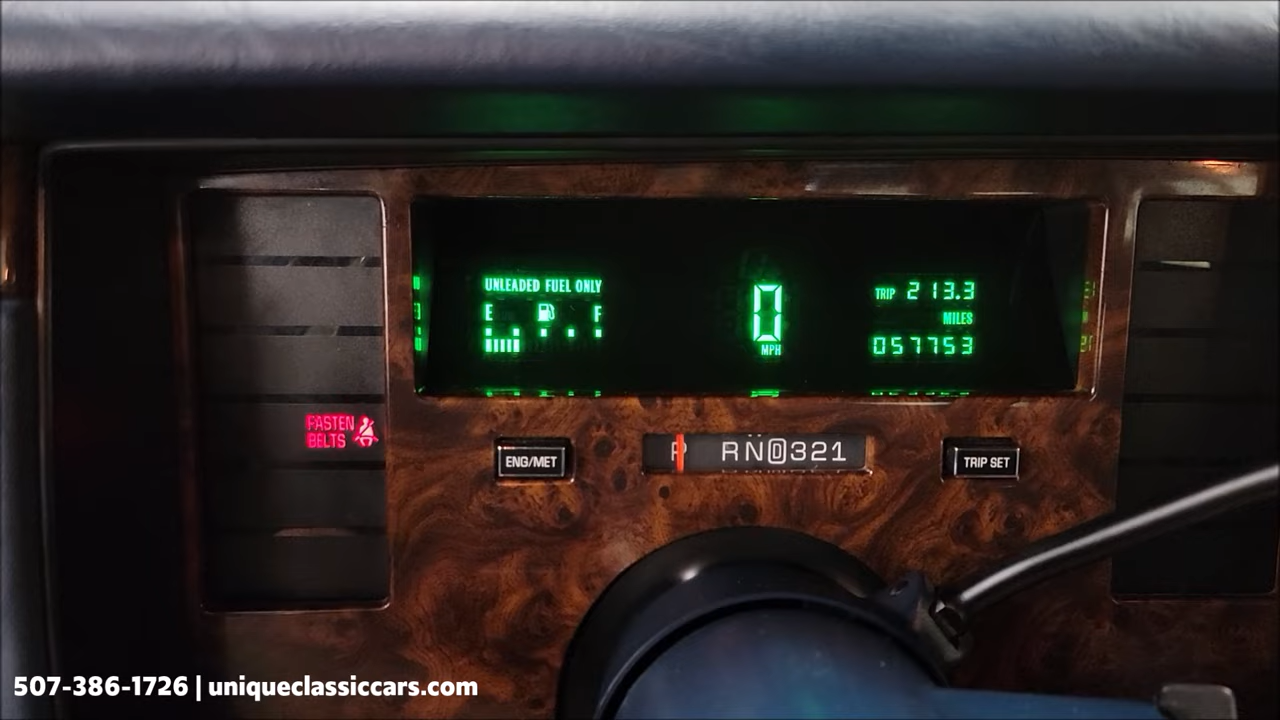 UNLEADED FUEL ONLY
E F
0
MPH
TRIP 213.3
MILES
057753
FASTEN
BELTS
ENG/MET
P RND321
TRIP SET
507-386-1726 | uniqueclassiccars.com